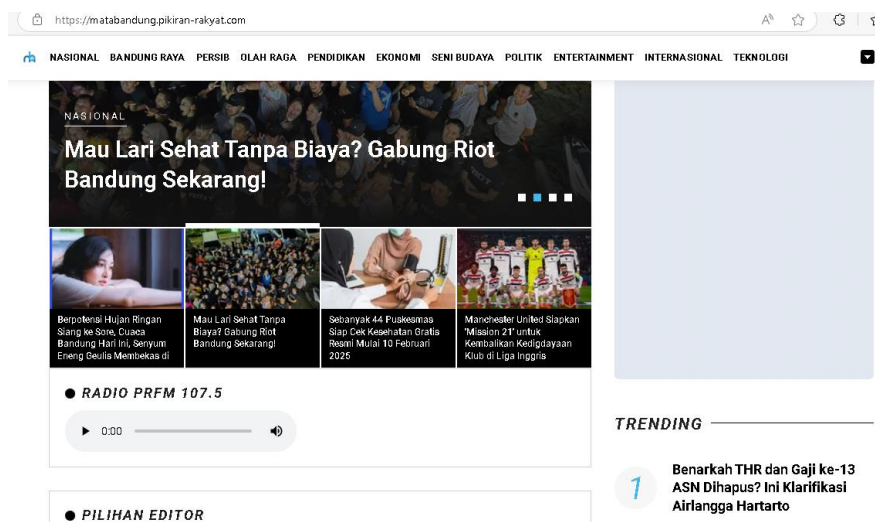 https://matabandung.pikiran-rakyat.com
NASIONAL BANDUNG RAYA PERSIB OLAH RAGA PENDIDIKAN EKONOMI SENI BUDAYA POLITIK ENTERTAINMENT INTERNASIONAL TEKNOLOGI
NASIONAL
Mau Lari Sehat Tanpa Biaya? Gabung Riot
Bandung Sekarang!
Berpotensi Hujan Ringan
Siang ke Sore, Cuaca
Bandung Hari Ini, Senyum
Eneng Geulis Membekas di
Mau Lari Sehat Tanpa
Biaya? Gabung Riot
Bandung Sekarang!
Sebanyak 44 Puskesmas
Siap Cek Kesehatan Gratis
Resmi Mulai 10 Februari
2025
Manchester United Siapkan
'Mission 21' untuk
Kembalikan Kedigdayaan
Klub di Liga Inggris
RADIO PRFM 107.5
0:00
PILIHAN EDITOR
TRENDING
1
Benarkah THR dan Gaji ke-13
ASN Dihapus? Ini Klarifikasi
Airlangga Hartarto